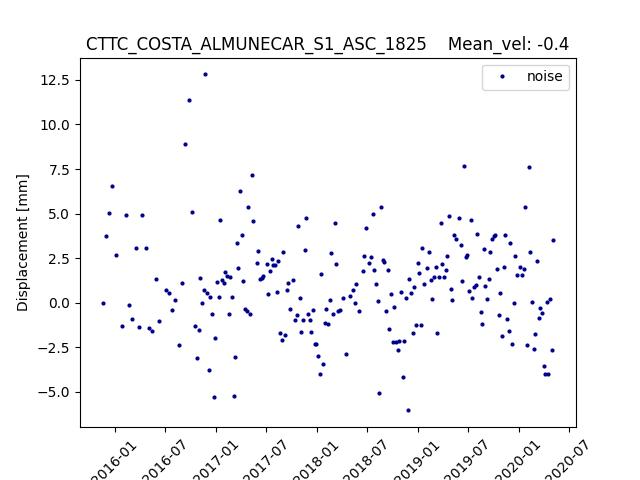 CTTC_COSTA_ALMUNECAR_S1_ASC_1825 Mean_vel: -0.4
noise
Displacement [mm]
12.5
10.0
7.5
5.0
2.5
0.0
−2.5
−5.0
2016-01 2016-07 2017-01 2017-07 2018-01 2018-07 2019-01 2019-07 2020-01 2020-07